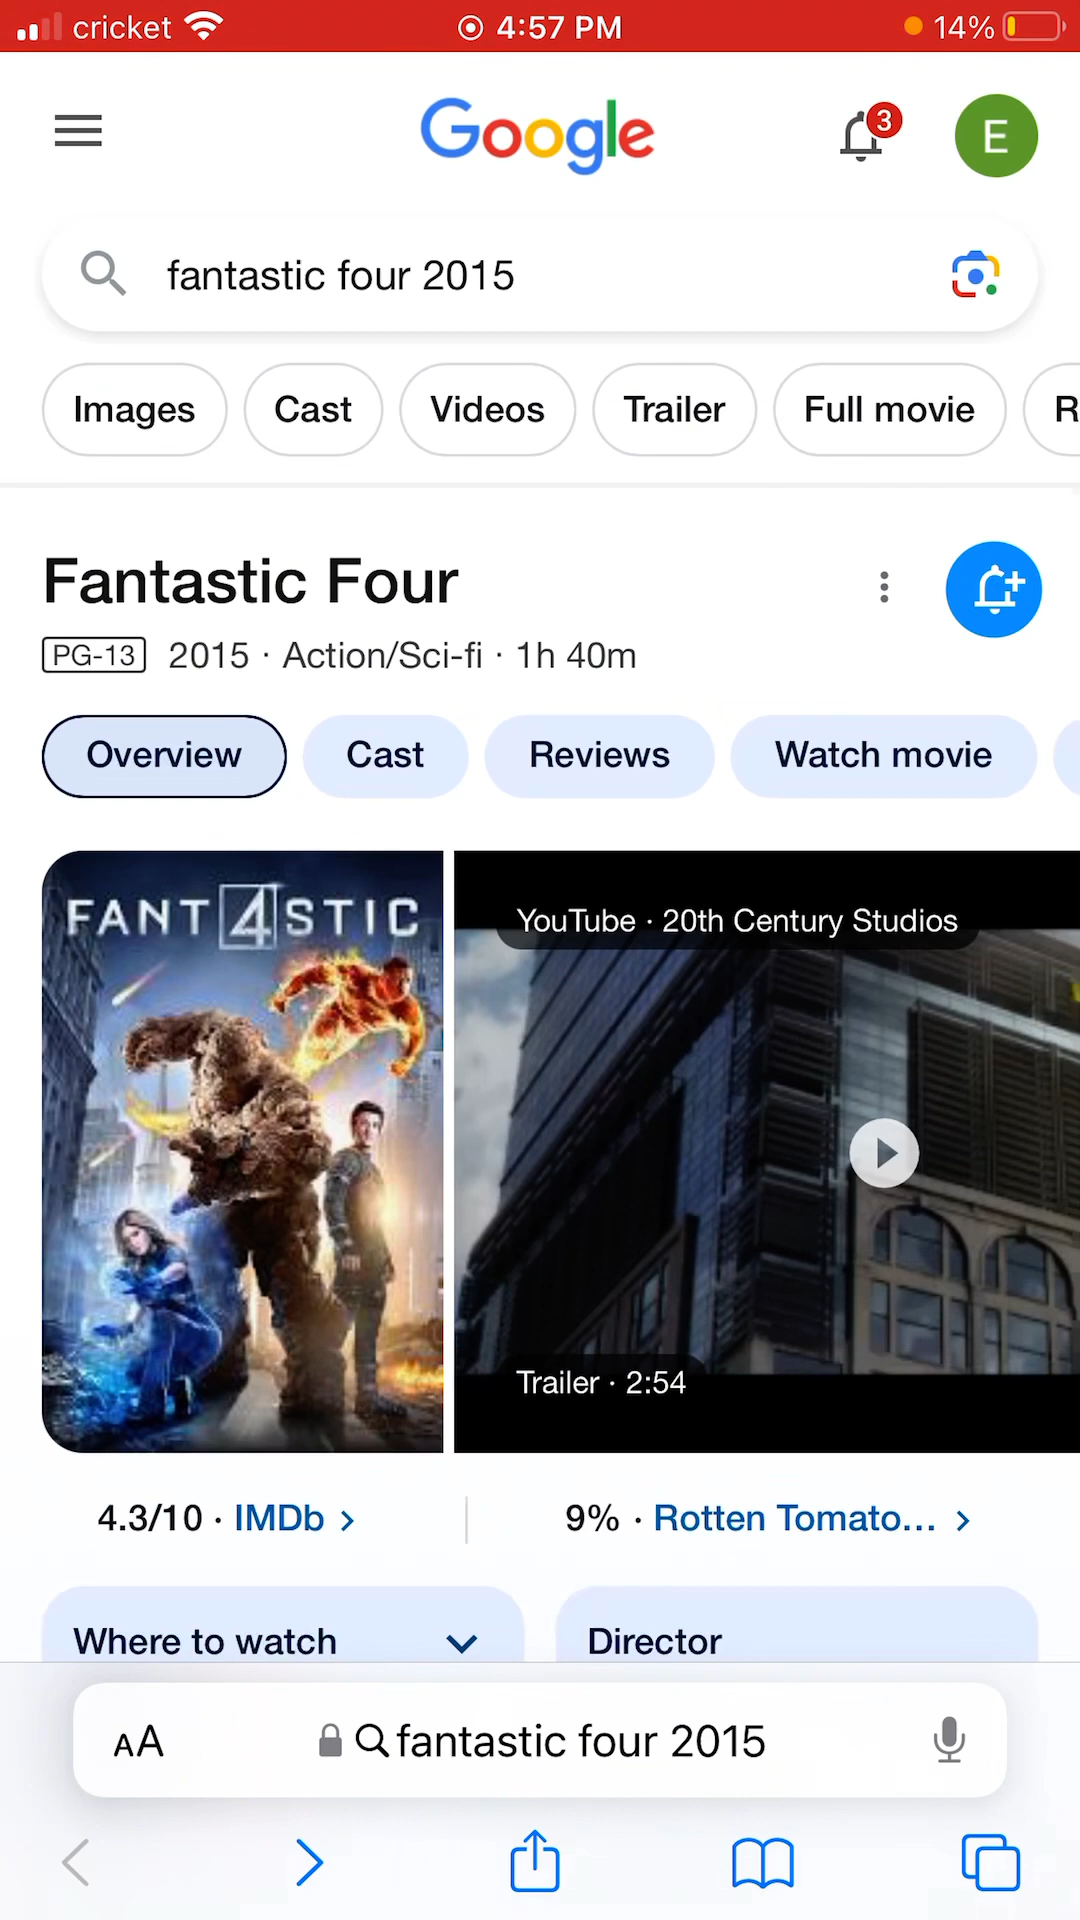 cricket 4:57 PM 14%
Google 3 E
fantastic four 2015
Images Cast Videos Trailer Full movie R
Fantastic Four
PG-13 2015 · Action/Sci-fi · 1h 40m
Overview Cast Reviews Watch movie
FANT4STIC
YouTube · 20th Century Studios
Trailer · 2:54
4.3/10 · IMDb › 9% · Rotten Tomato... ›
Where to watch Director
AA fantastic four 2015